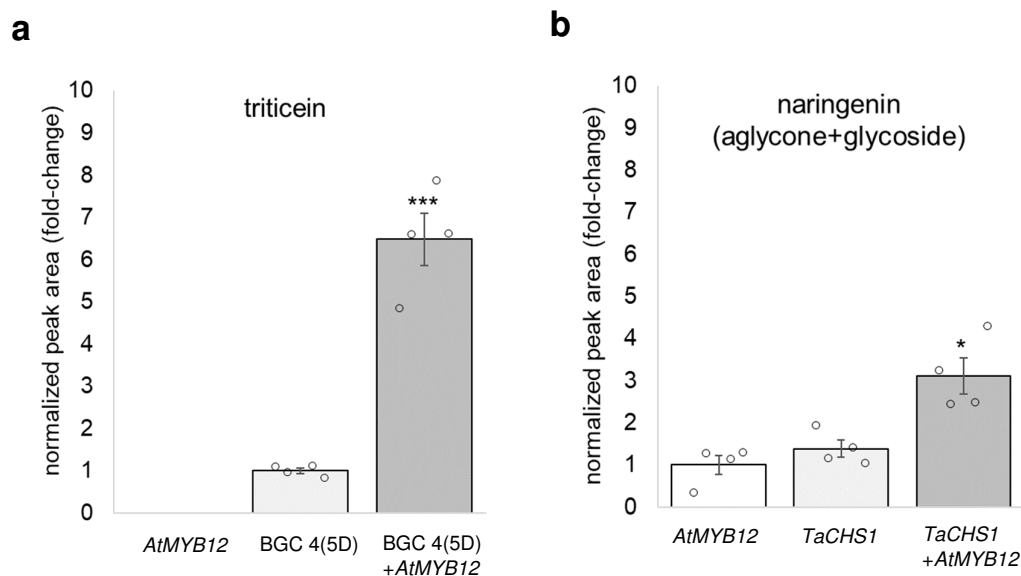 a
triticein
normalized peak area (fold-change)
10
9
8
7
6
5
4
3
2
1
0
***
AtMYB12
BGC 4(5D)
BGC 4(5D)
+AtMYB12
b
naringenin
(aglycone+glycoside)
normalized peak area (fold-change)
10
9
8
7
6
5
4
3
2
1
0
*
AtMYB12
TaCHS1
TaCHS1
+AtMYB12